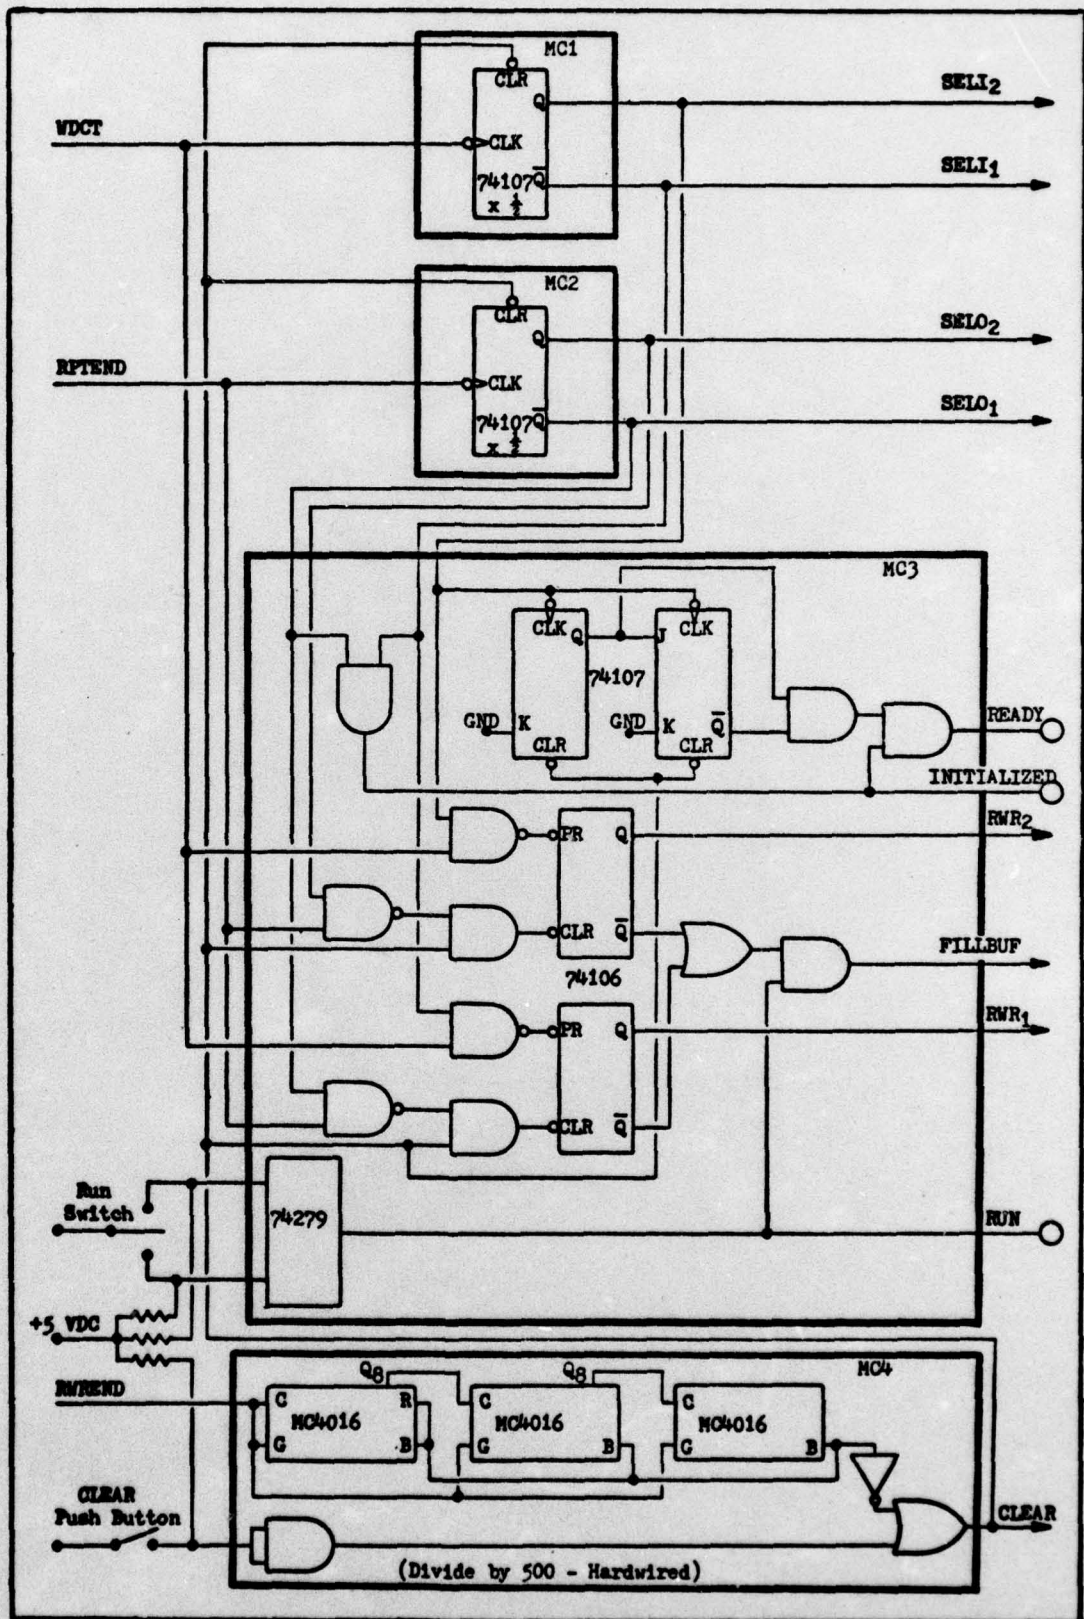 MC1
CLR
Q
SELI2
WDCT
CLK
74107
Q̅
SELI1
x ½
MC2
CLR
Q
SELO2
RPTEND
CLK
74107
Q̅
SELO1
x ½
MC3
CLK
Q
J
CLK
74107
GND
K
GND
K
Q̅
READY
CLR
CLR
INITIALIZED
PR
Q
RWR2
CLR
Q̅
FILLBUF
74106
PR
Q
RWR1
CLR
Q̅
Run
Switch
74279
RUN
+5 VDC
Q8
Q8
MC4
RWREND
C
R
C
C
MC4016
MC4016
MC4016
G
B
G
B
G
B
CLEAR
Push Button
CLEAR
(Divide by 500 - Hardwired)